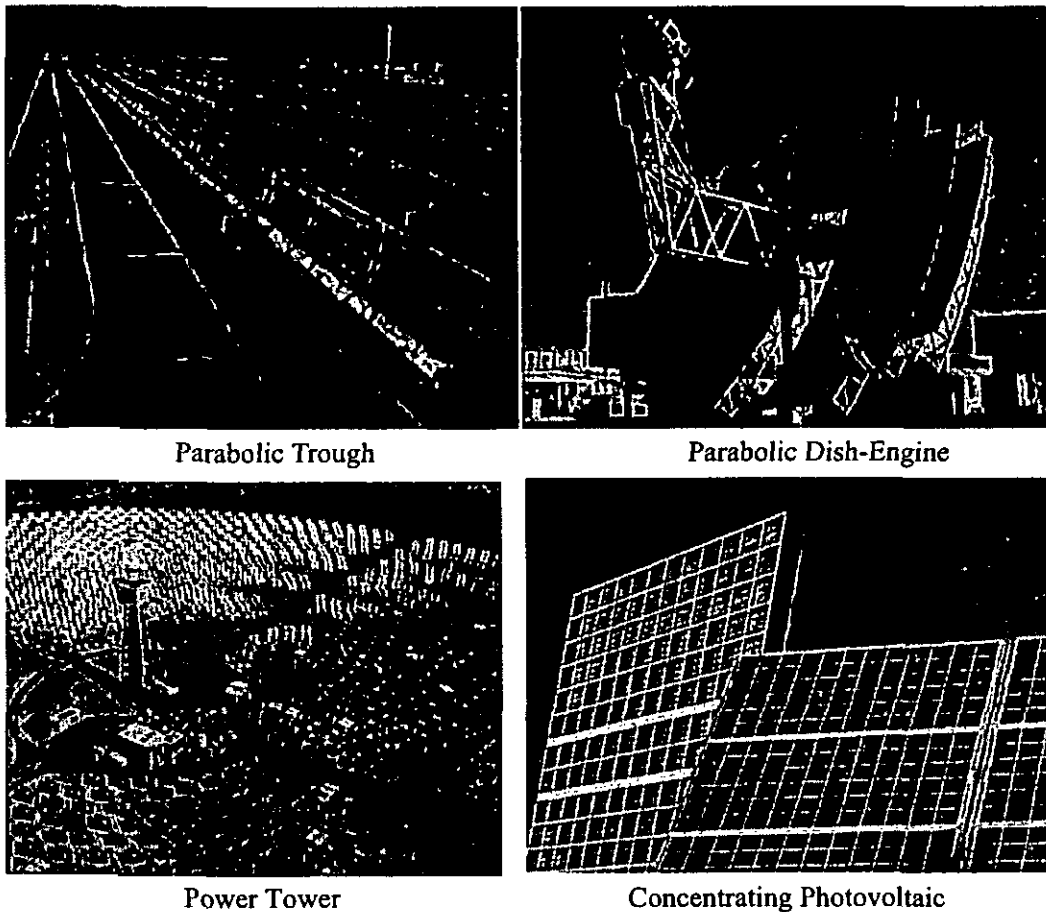 Parabolic Trough
Parabolic Dish-Engine
Power Tower
Concentrating Photovoltaic